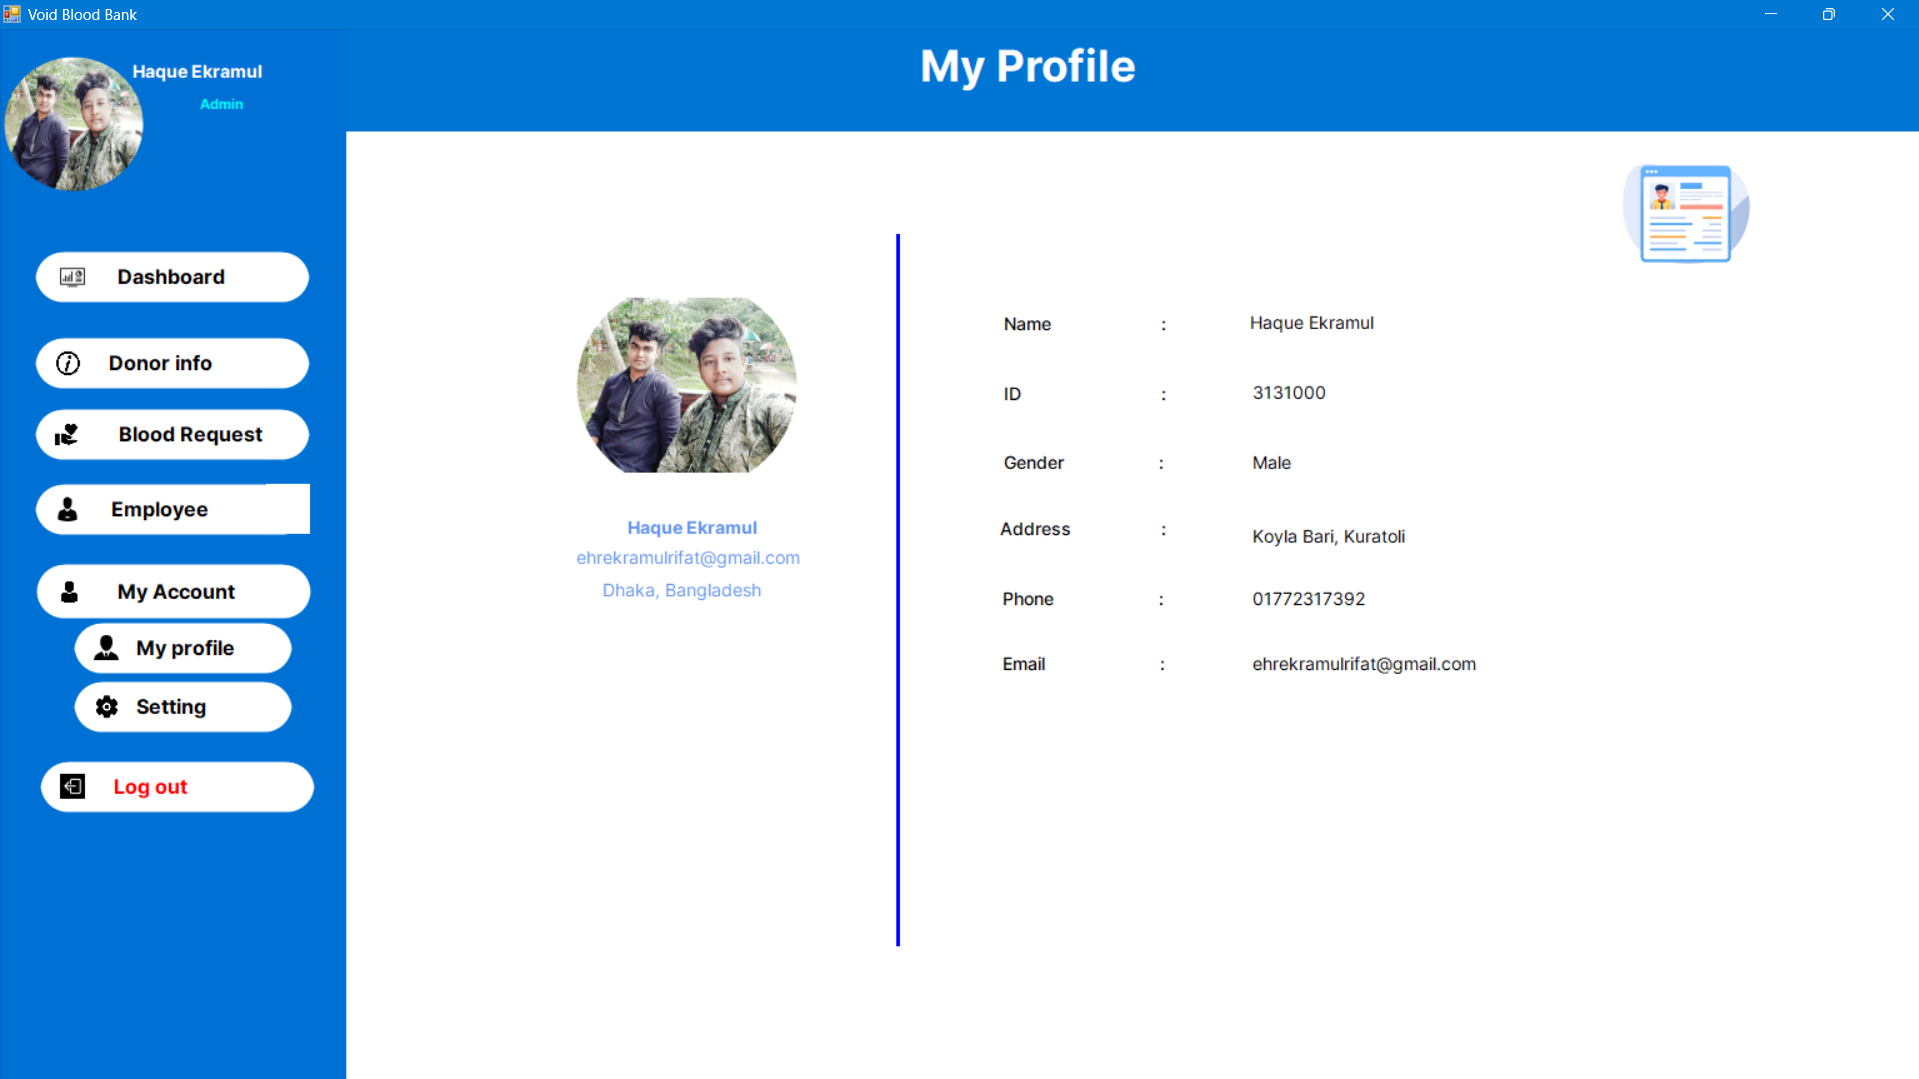 Void Blood Bank
My Profile
Haque Ekramul
Admin
Dashboard
Donor info
Blood Request
Employee
My Account
My profile
Setting
Log out
Haque Ekramul
ehrekramulrifat@gmail.com
Dhaka, Bangladesh
Name : Haque Ekramul
ID : 3131000
Gender : Male
Address : Koyla Bari, Kuratoli
Phone : 01772317392
Email : ehrekramulrifat@gmail.com